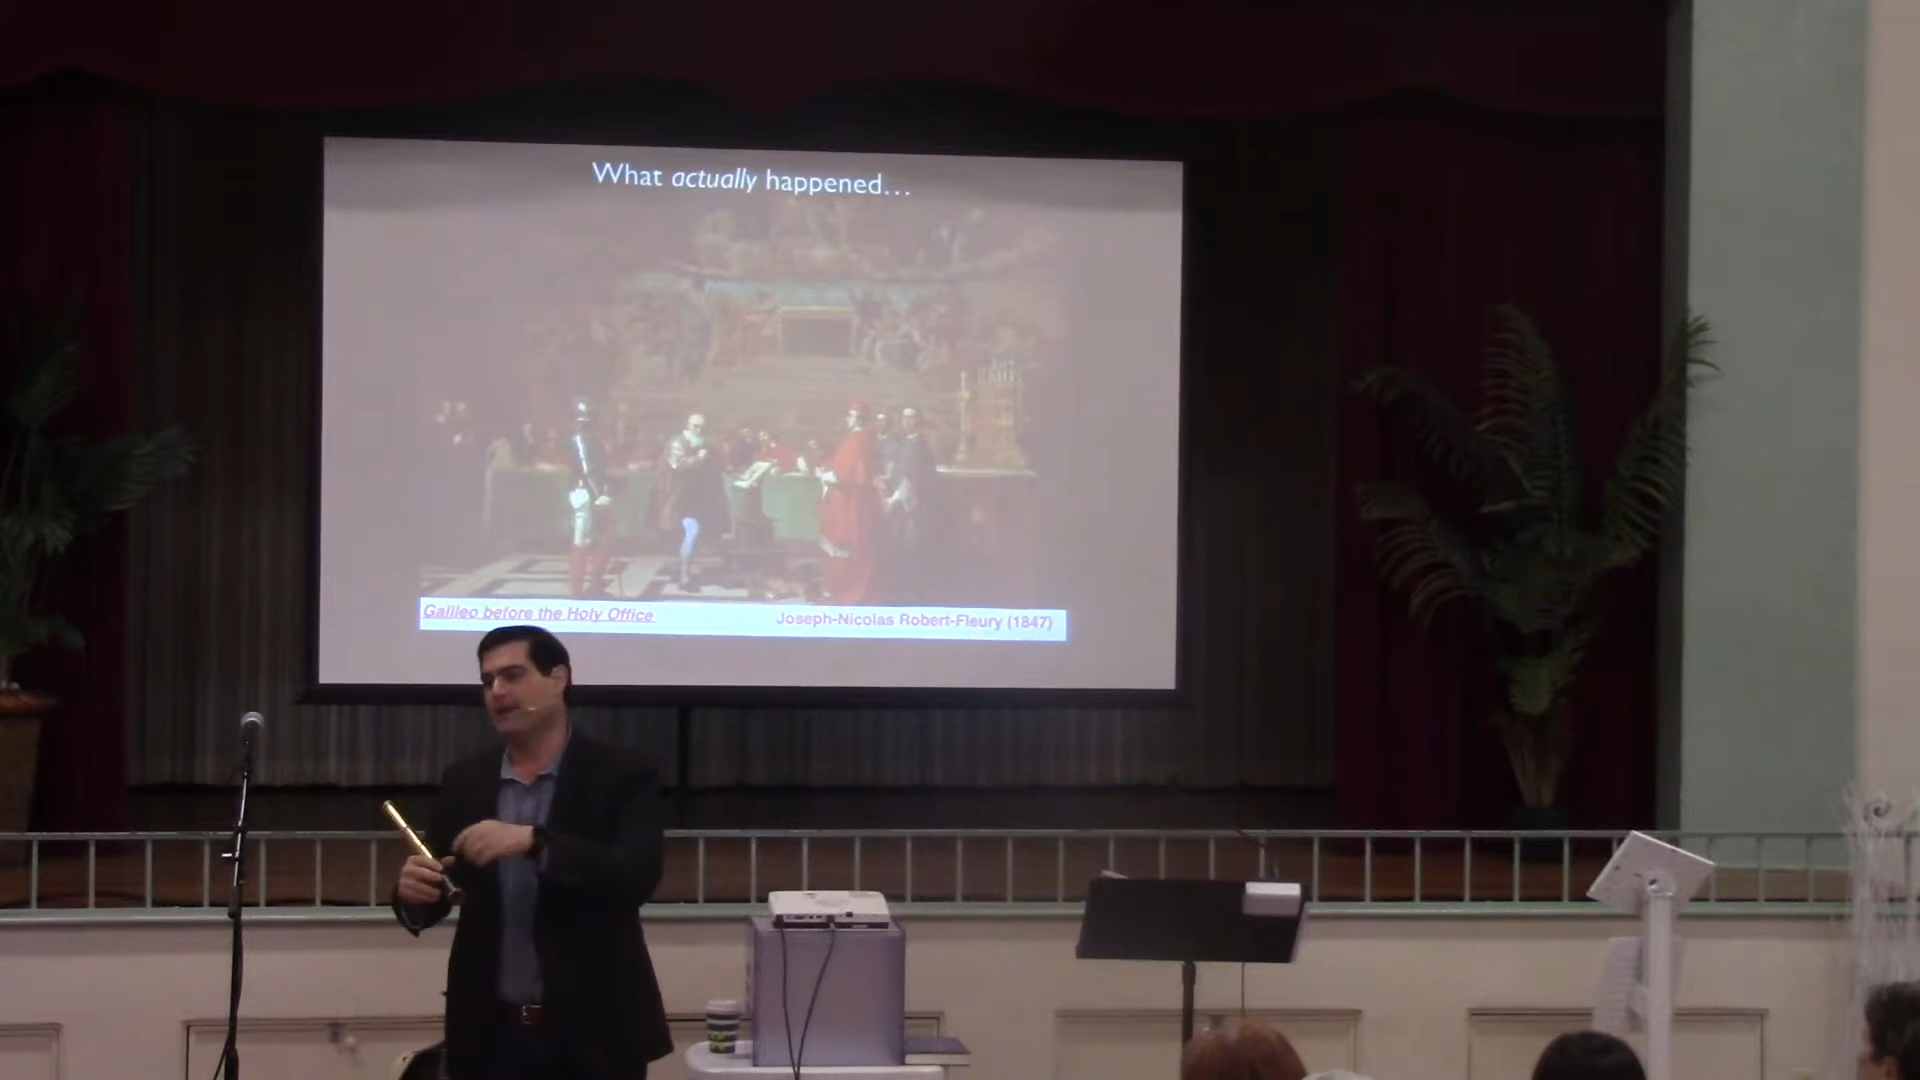 What actually happened...
Galileo before the Holy Office
Joseph-Nicolas Robert-Fleury (1847)